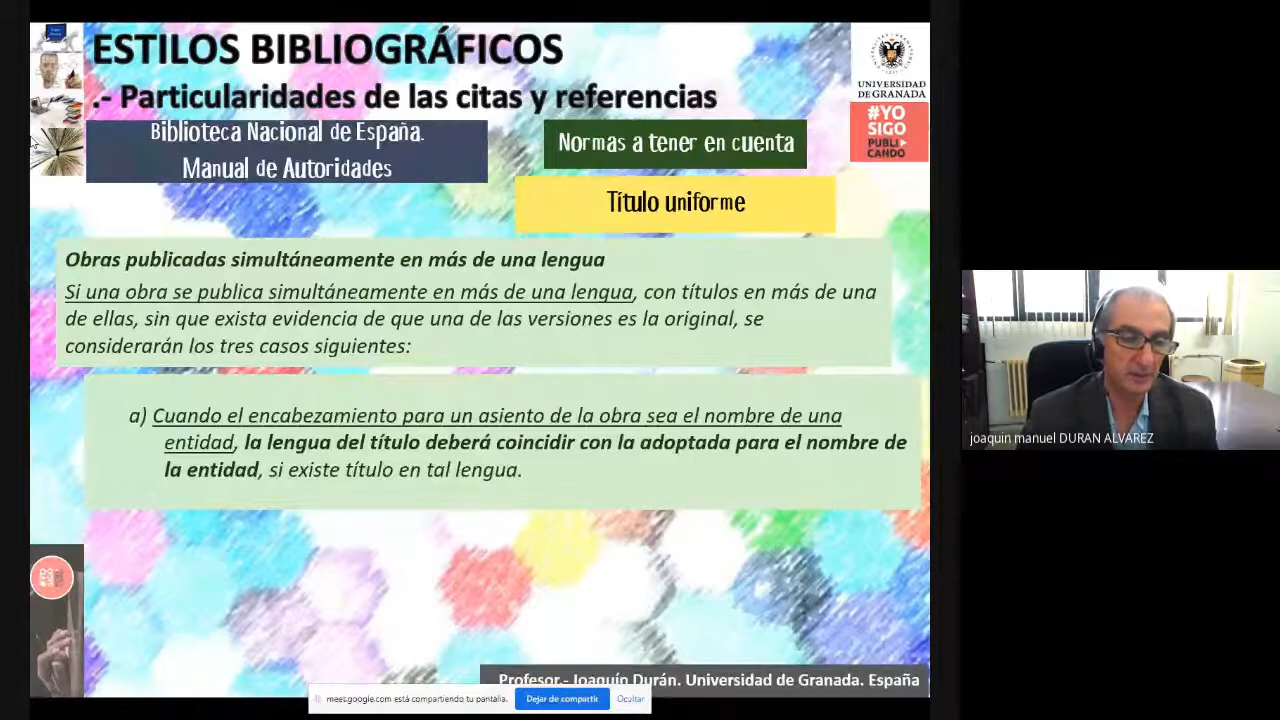 ESTILOS BIBLIOGRÁFICOS
.- Particularidades de las citas y referencias
UNIVERSIDAD
DE GRANADA
#YO
SIGO
PUBLI
CANDO
Biblioteca Nacional de España.
Manual de Autoridades
Normas a tener en cuenta
Título uniforme
Obras publicadas simultáneamente en más de una lengua
Si una obra se publica simultáneamente en más de una lengua, con títulos en más de una
de ellas, sin que exista evidencia de que una de las versiones es la original, se
considerarán los tres casos siguientes:
a) Cuando el encabezamiento para un asiento de la obra sea el nombre de una
entidad, la lengua del título deberá coincidir con la adoptada para el nombre de
la entidad, si existe título en tal lengua.
joaquin manuel DURAN ALVAREZ
#YO
SIGO
Profesor.- Joaquín Durán. Universidad de Granada. España
meet.google.com está compartiendo tu pantalla.
Dejar de compartir
Ocultar